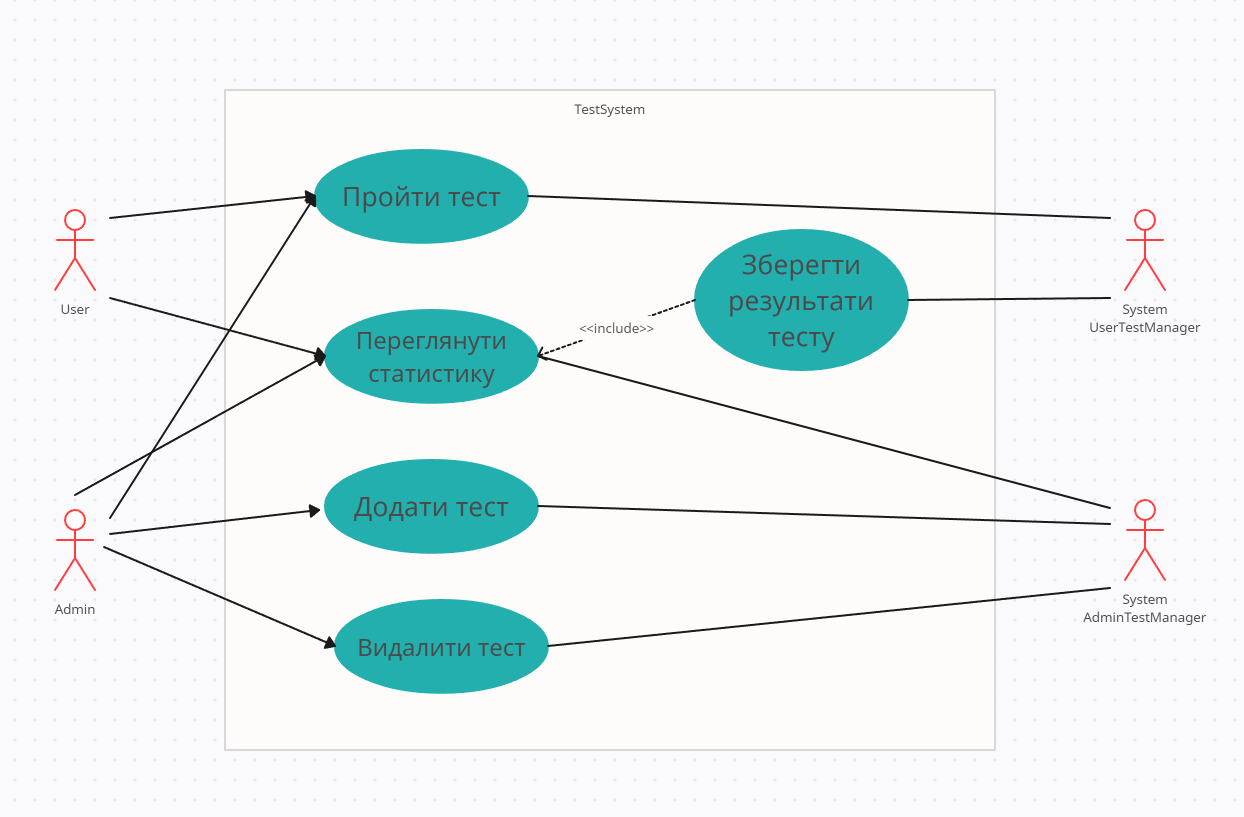 TestSystem
Пройти тест
Зберегти
результати
тесту
User
System
UserTestManager
<<include>>
Переглянути
статистику
Додати тест
Admin
System
AdminTestManager
Видалити тест